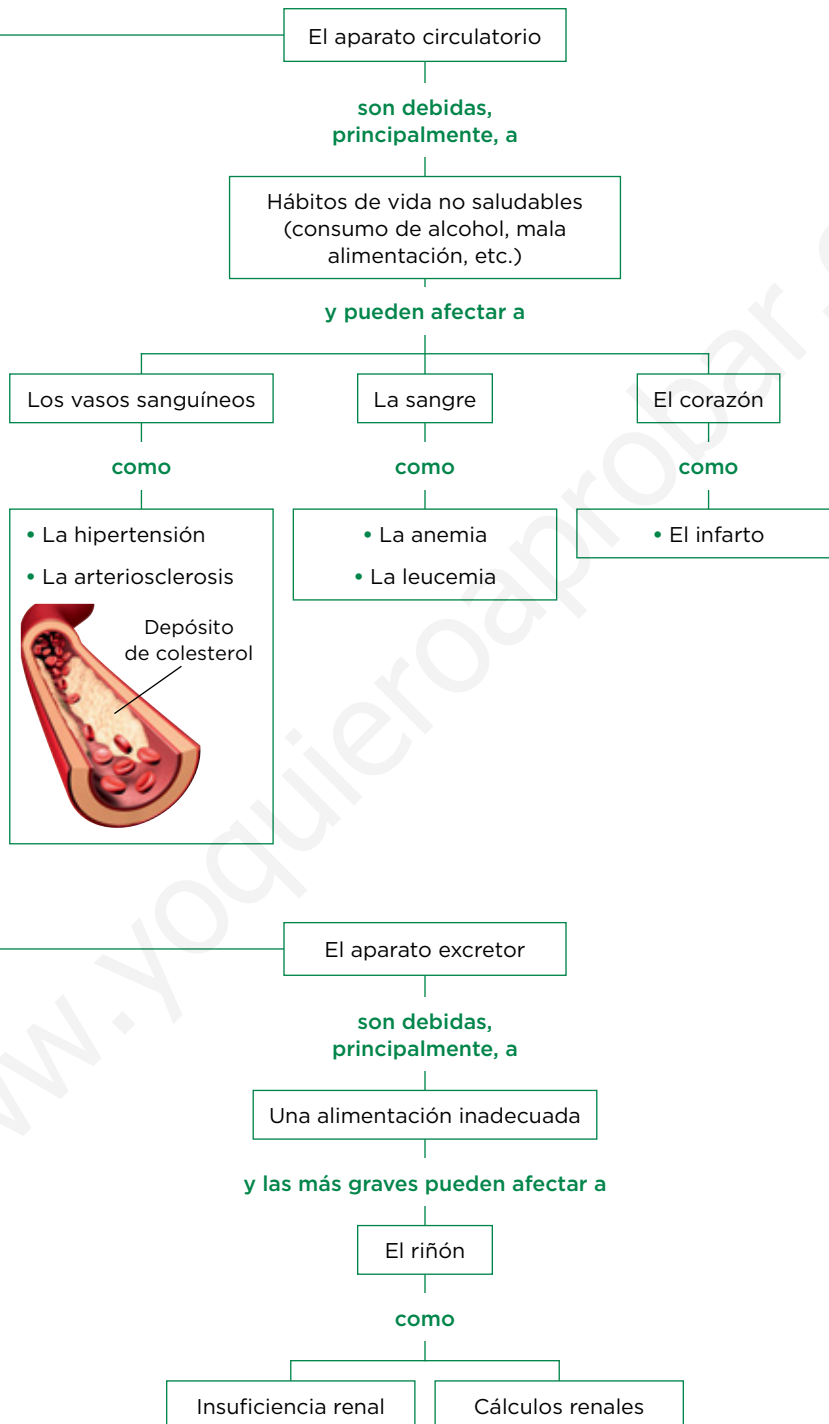 El aparato circulatorio
son debidas,
principalmente, a
Hábitos de vida no saludables
(consumo de alcohol, mala
alimentación, etc.)
y pueden afectar a
Los vasos sanguíneos
La sangre
El corazón
como
como
como
• La hipertensión
• La arteriosclerosis
Depósito
de colesterol
• La anemia
• La leucemia
• El infarto
El aparato excretor
son debidas,
principalmente, a
Una alimentación inadecuada
y las más graves pueden afectar a
El riñón
como
Insuficiencia renal
Cálculos renales
www.yoquieroaprobar.